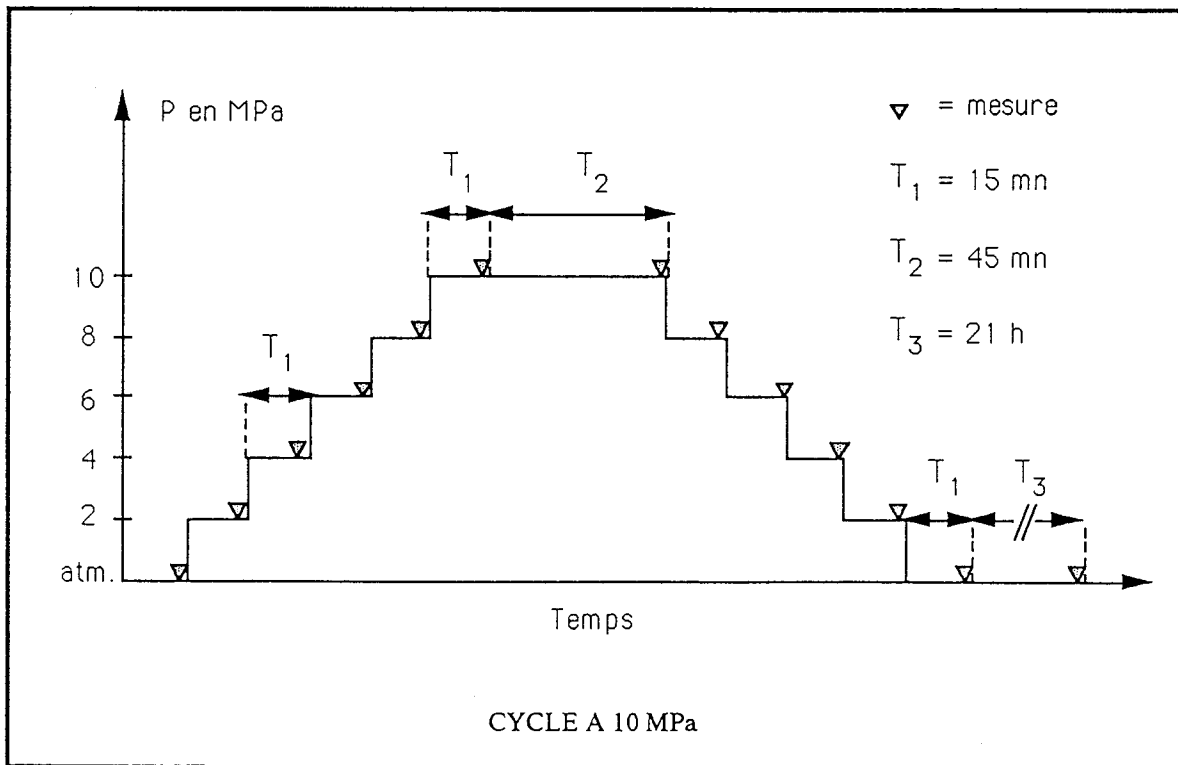 P en MPa
▽ = mesure
T1 = 15 mn
T2 = 45 mn
T3 = 21 h
T1
T2
T1
T1
T3
10
8
6
4
2
atm.
Temps
CYCLE A 10 MPa